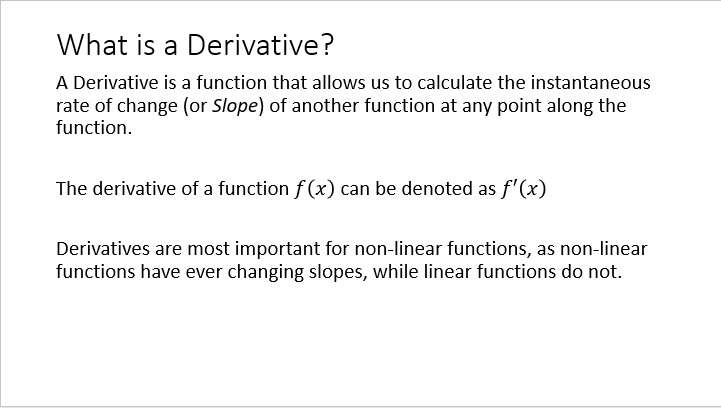 What is a Derivative?
A Derivative is a function that allows us to calculate the instantaneous
rate of change (or Slope) of another function at any point along the
function.
The derivative of a function f(x) can be denoted as f′(x)
Derivatives are most important for non-linear functions, as non-linear
functions have ever changing slopes, while linear functions do not.